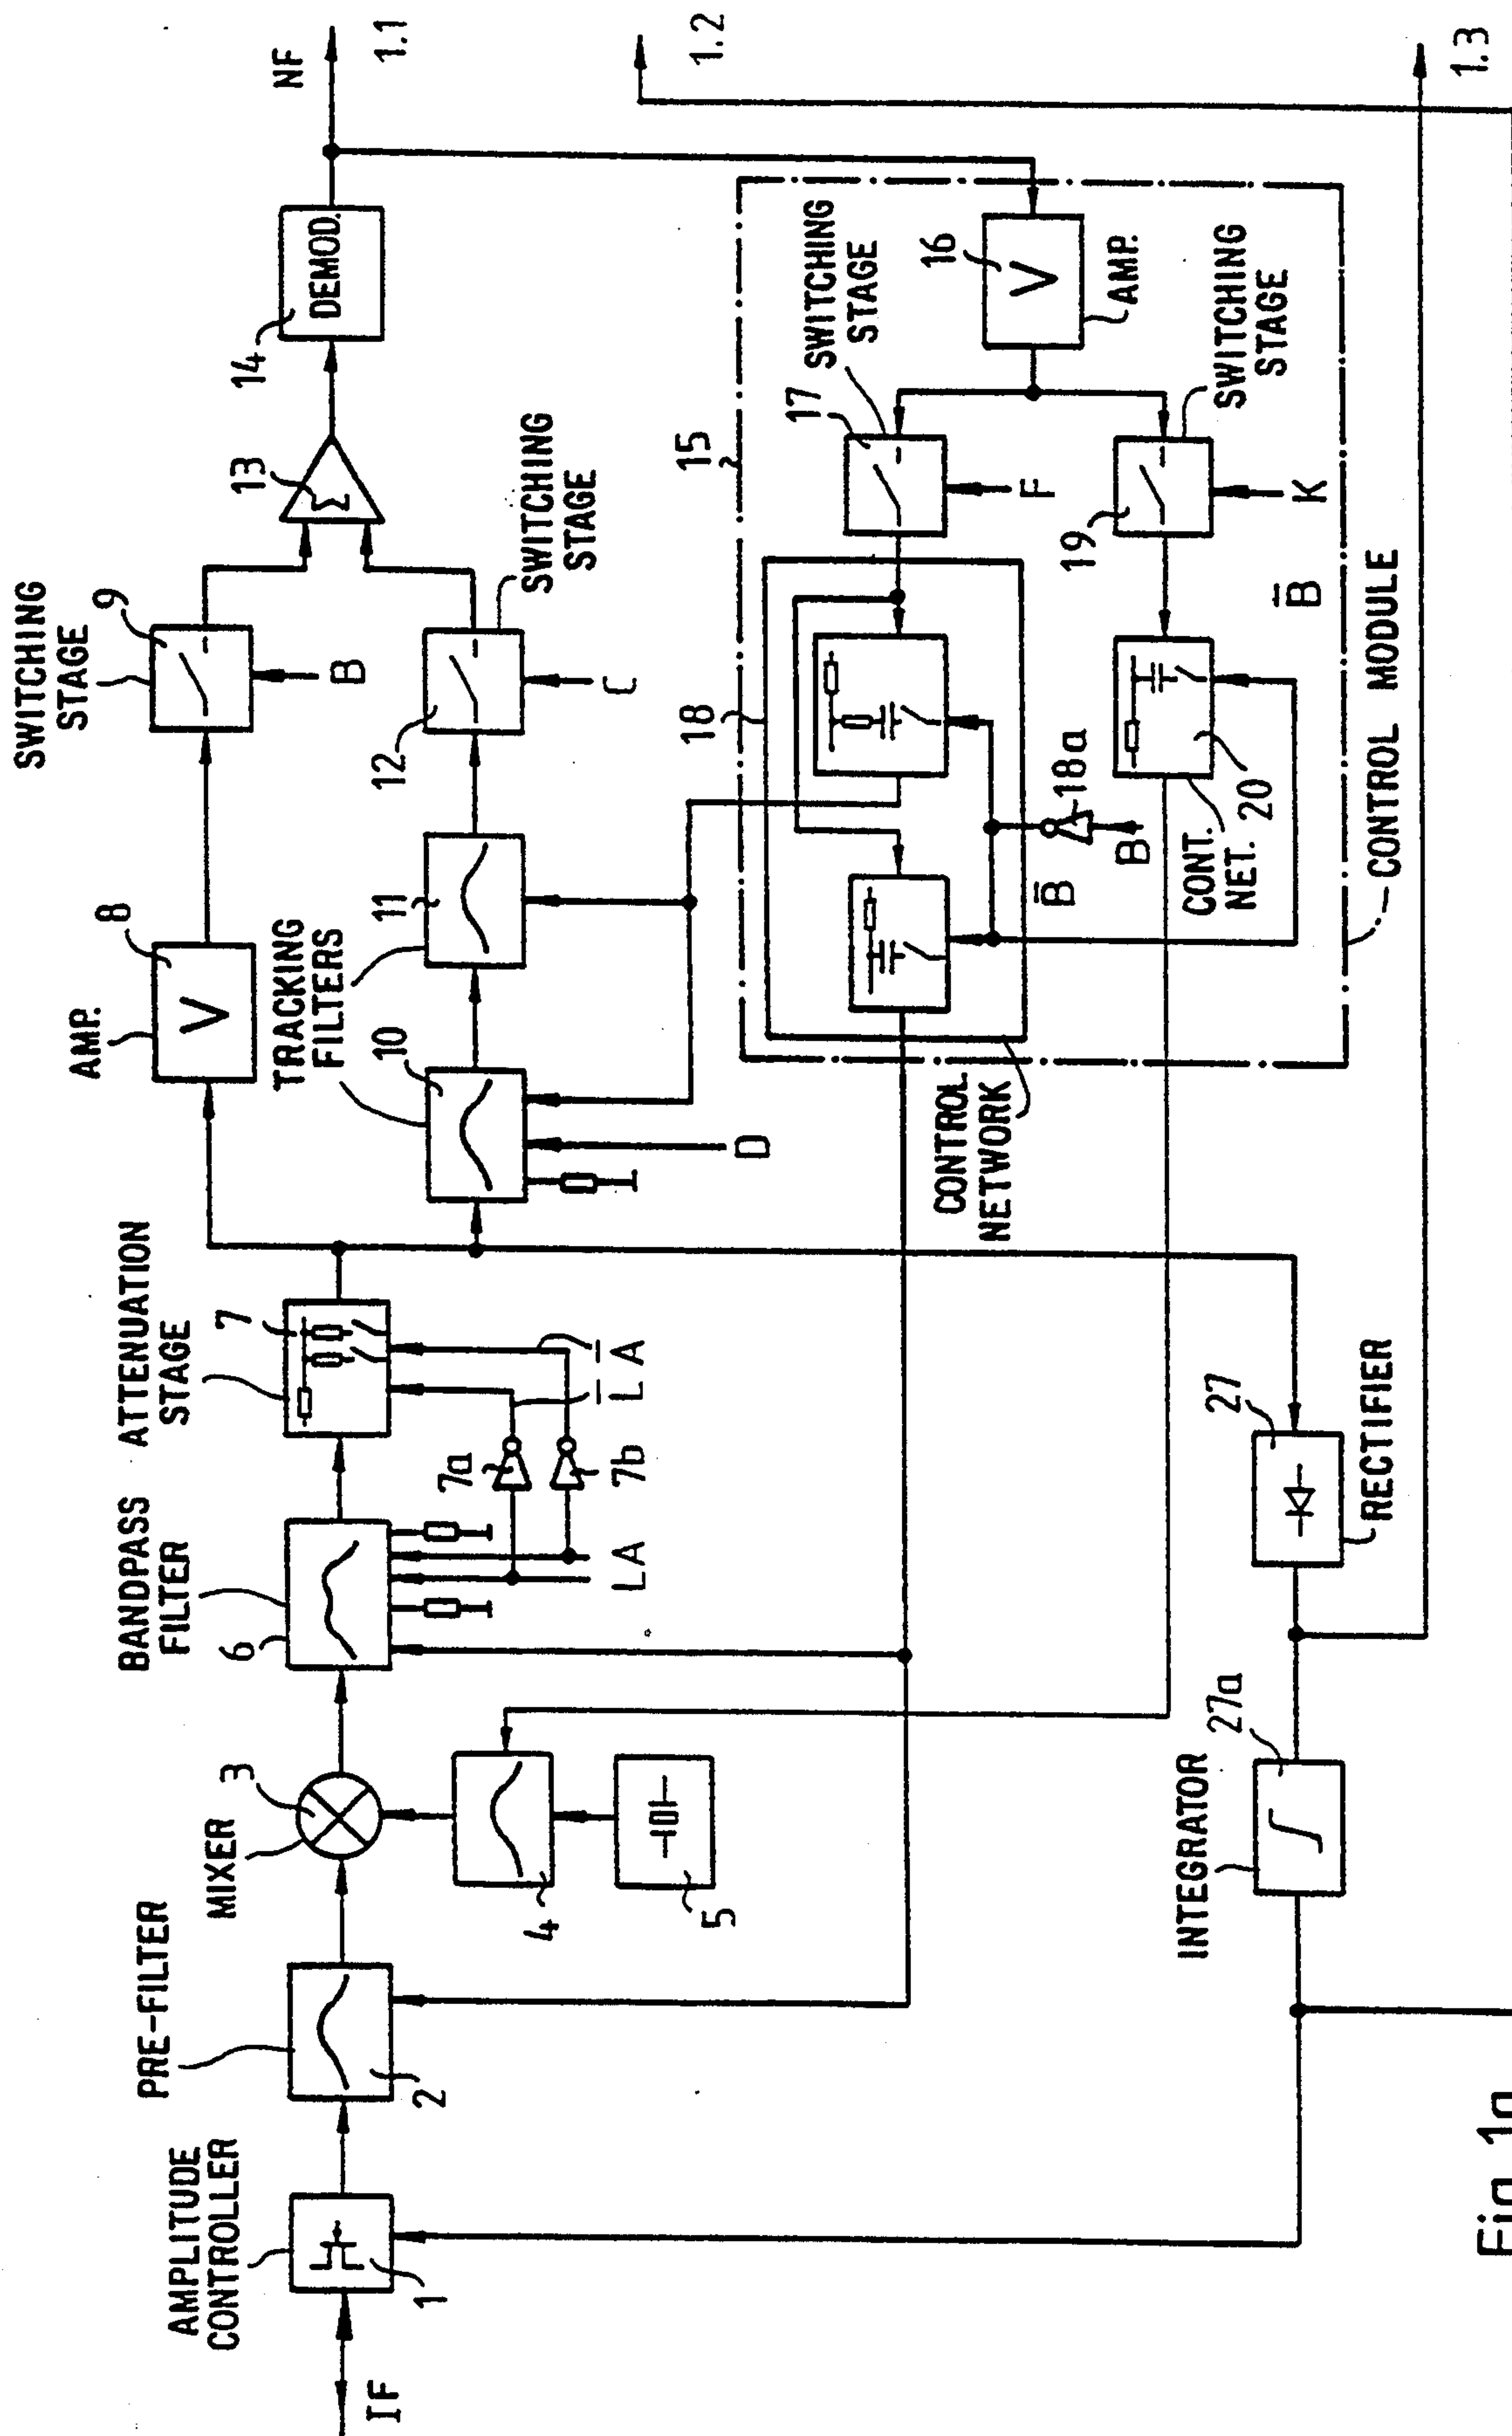 IF
AMPLITUDE
CONTROLLER
1
PRE-FILTER
2
MIXER
3
4
5
BANDPASS
FILTER
6
L A
7a
7b
L̅ A̅
ATTENUATION
STAGE
7
AMP.
8
V
SWITCHING
STAGE
9
B
TRACKING
FILTERS
10
D
11
12
C
SWITCHING
STAGE
13
Σ
14
DEMOD.
NF
1.1
1.2
1.3
15
16
V
AMP.
SWITCHING
STAGE
17
F
SWITCHING
STAGE
19
K
18
18a
B
B̅
B̅
CONT.
NET.
20
CONTROL
NETWORK
CONTROL MODULE
27
RECTIFIER
27a
INTEGRATOR
Fig. 1a